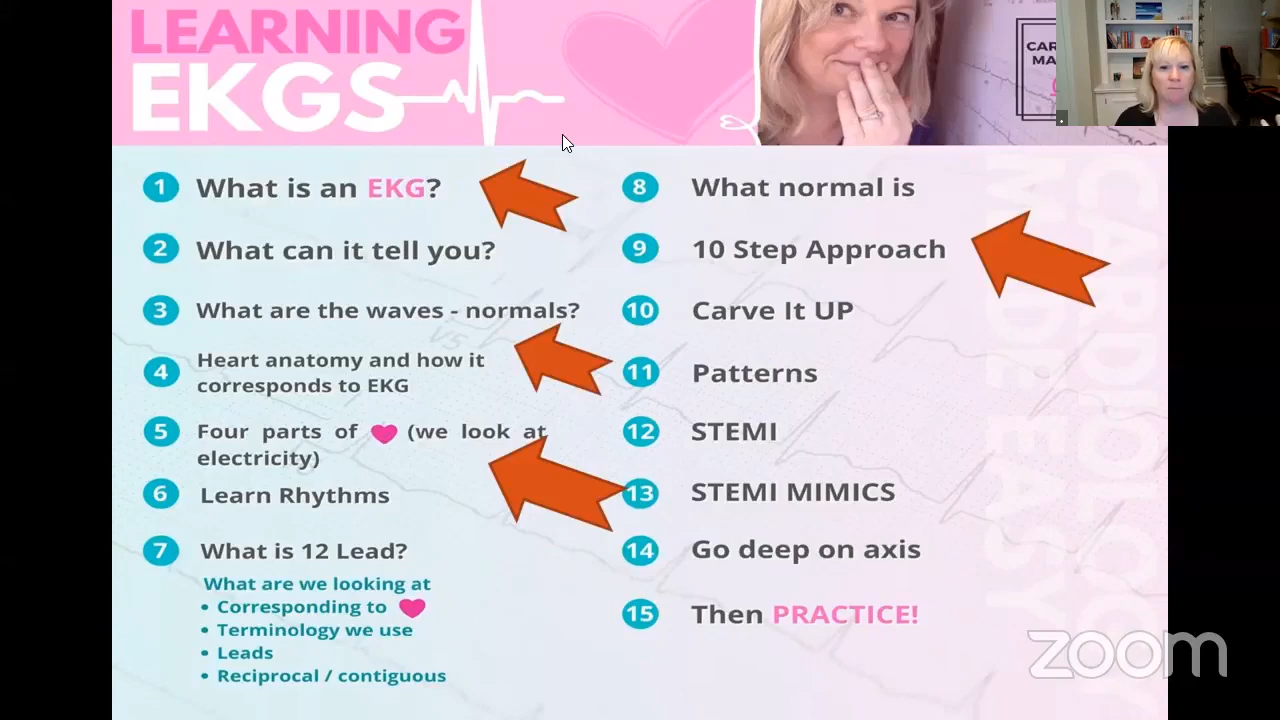 LEARNING
EKGS
1 What is an EKG?
2 What can it tell you?
3 What are the waves - normals?
4 Heart anatomy and how it
corresponds to EKG
5 Four parts of (we look at
electricity)
6 Learn Rhythms
7 What is 12 Lead?
What are we looking at
• Corresponding to
• Terminology we use
• Leads
• Reciprocal / contiguous
8 What normal is
9 10 Step Approach
10 Carve It UP
11 Patterns
12 STEMI
13 STEMI MIMICS
14 Go deep on axis
15 Then PRACTICE!
CARDIOLOGY
MADE EASY
V5
zoom